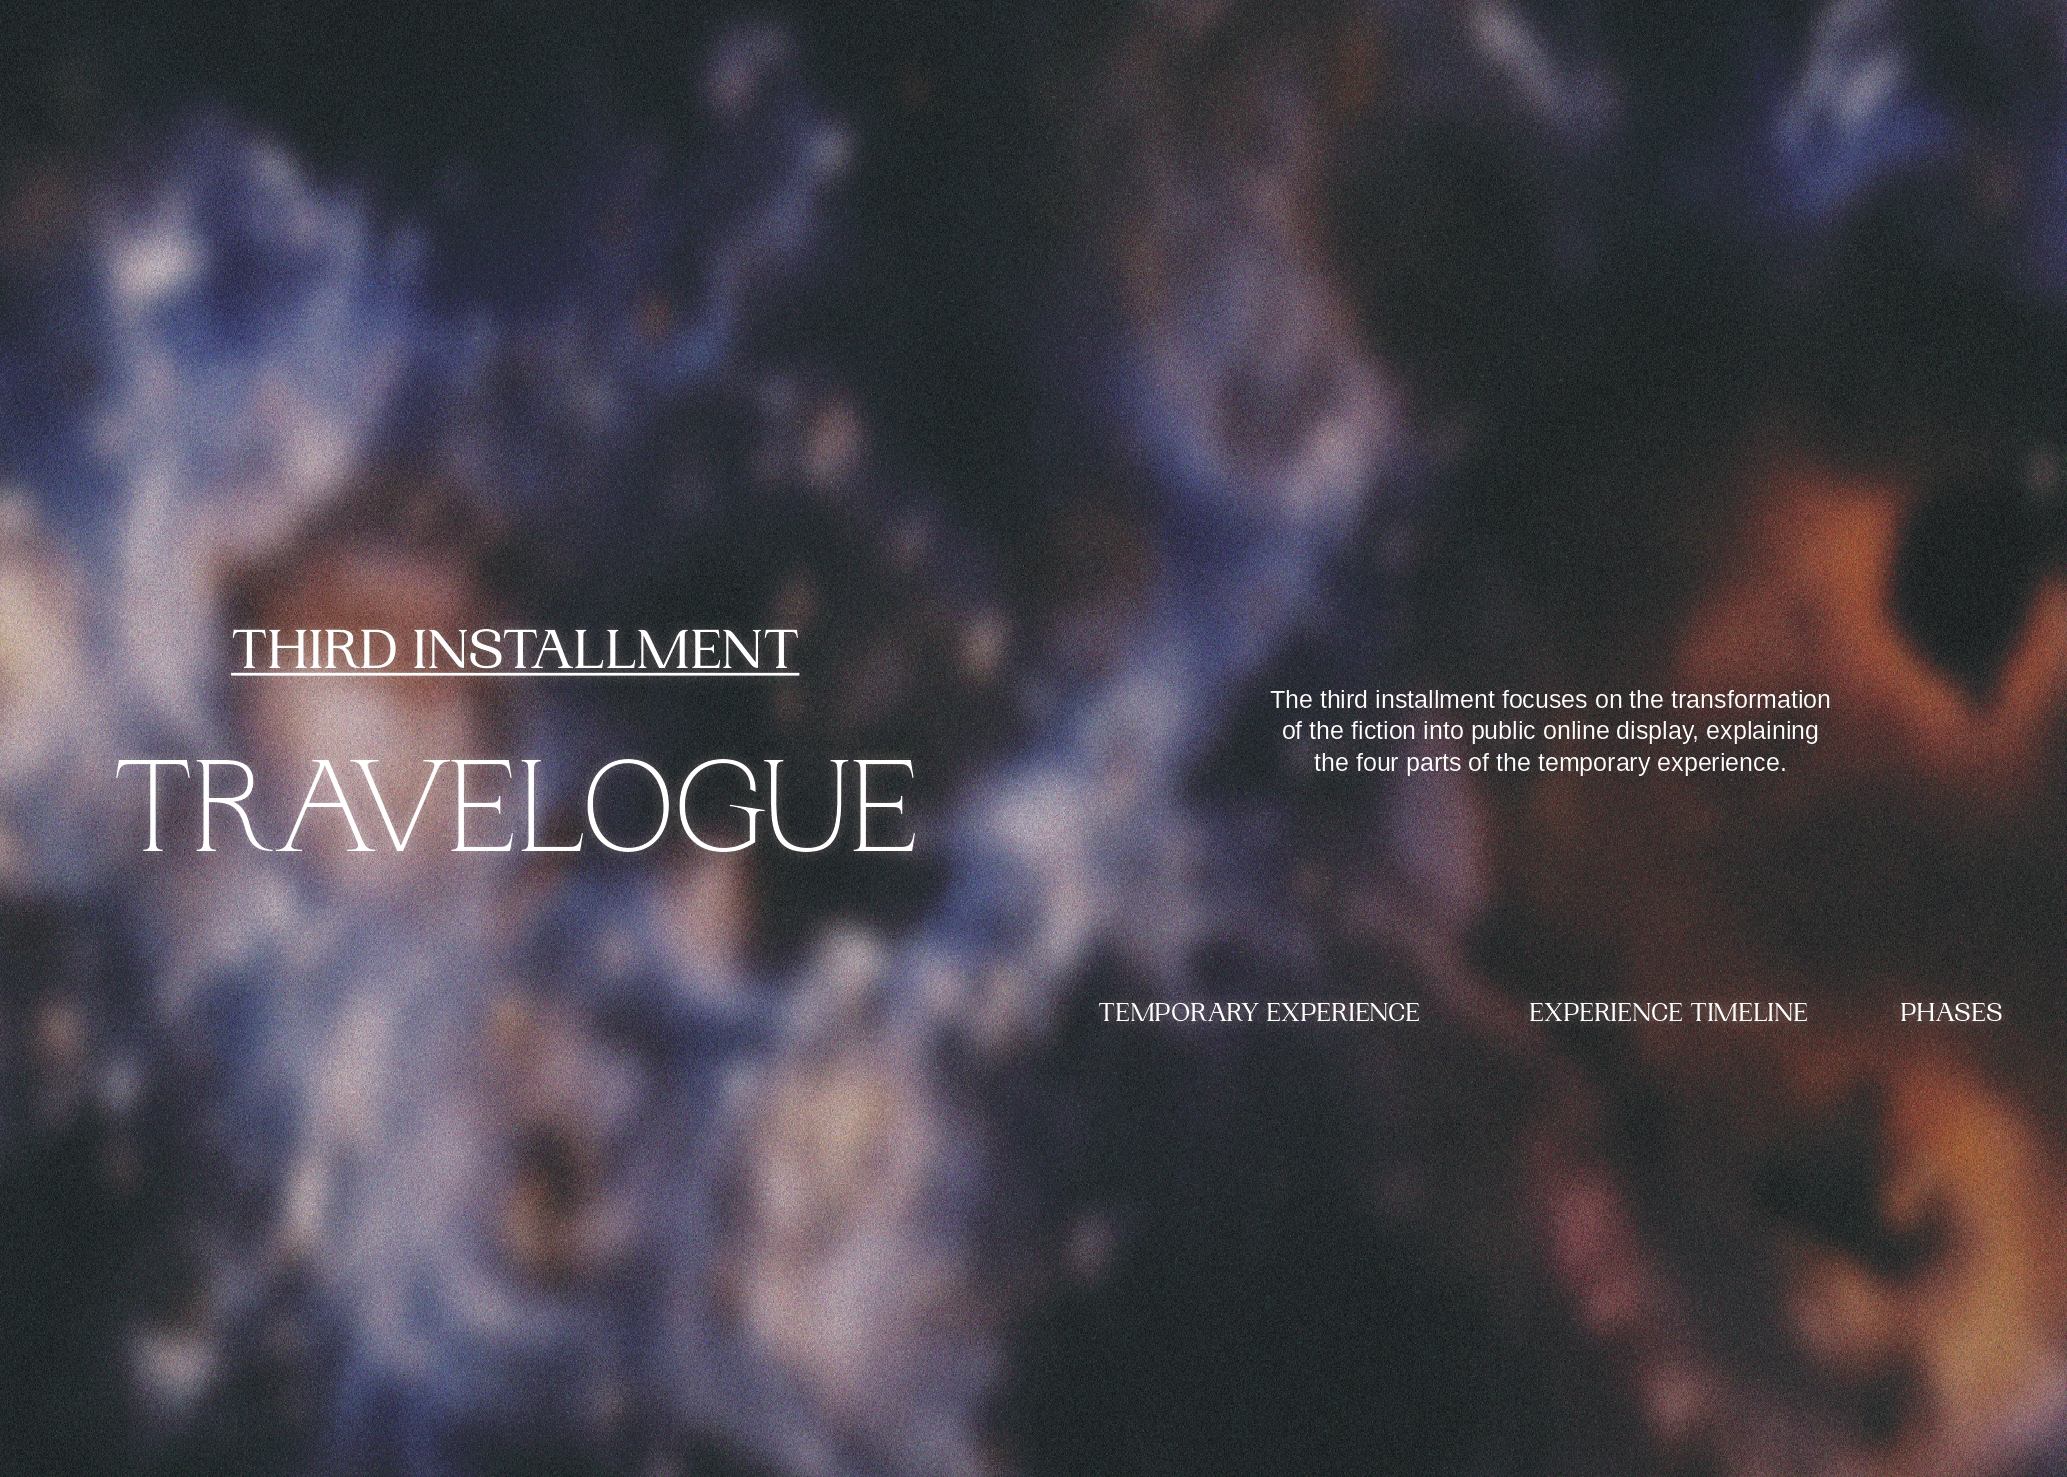 THIRD INSTALLMENT
TRAVELOGUE
The third installment focuses on the transformation
of the fiction into public online display, explaining
the four parts of the temporary experience.
TEMPORARY EXPERIENCE
EXPERIENCE TIMELINE
PHASES